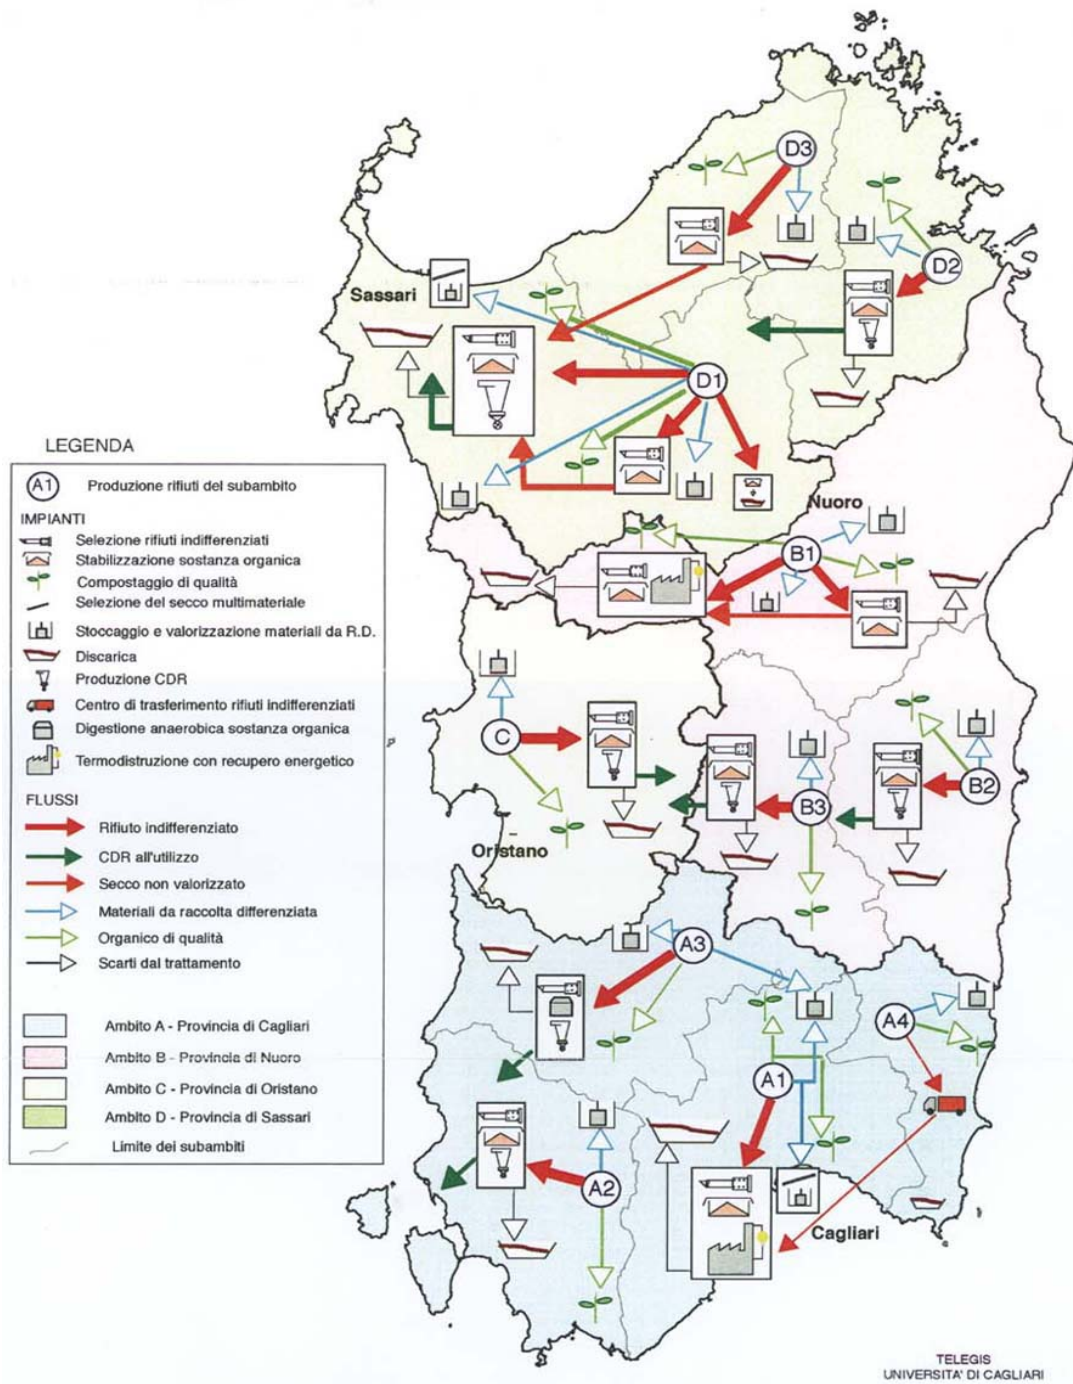 D3
D2
Sassari
D1
LEGENDA
A1 Produzione rifiuti del subambito
IMPIANTI
Selezione rifiuti indifferenziati
Stabilizzazione sostanza organica
Compostaggio di qualità
Selezione del secco multimateriale
Stoccaggio e valorizzazione materiali da R.D.
Discarica
Produzione CDR
Centro di trasferimento rifiuti indifferenziati
Digestione anaerobica sostanza organica
Termodistruzione con recupero energetico
FLUSSI
Rifiuto indifferenziato
CDR all'utilizzo
Secco non valorizzato
Materiali da raccolta differenziata
Organico di qualità
Scarti dal trattamento
Ambito A - Provincia di Cagliari
Ambito B - Provincia di Nuoro
Ambito C - Provincia di Oristano
Ambito D - Provincia di Sassari
Limite dei subambiti
Nuoro
B1
C
B2
B3
Oristano
A3
A4
A1
A2
Cagliari
TELEGIS
UNIVERSITA' DI CAGLIARI